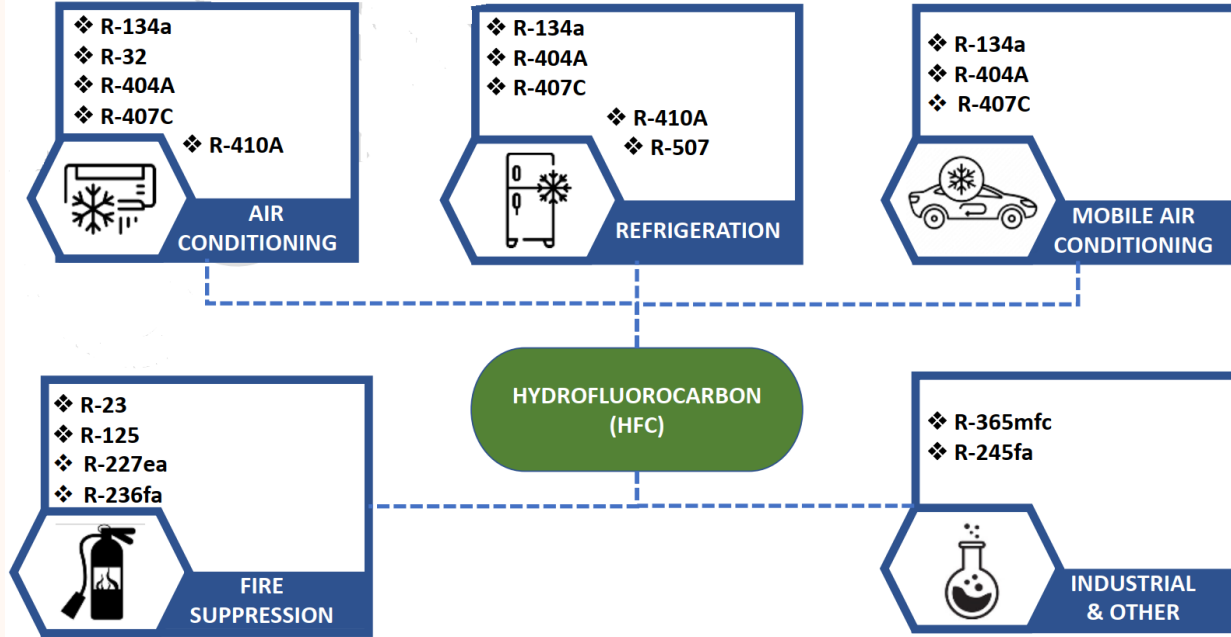 ❖ R-134a
❖ R-32
❖ R-404A
❖ R-407C
❖ R-410A
AIR
CONDITIONING
❖ R-134a
❖ R-404A
❖ R-407C
❖ R-410A
❖ R-507
REFRIGERATION
❖ R-134a
❖ R-404A
❖ R-407C
MOBILE AIR
CONDITIONING
HYDROFLUOROCARBON
(HFC)
❖ R-23
❖ R-125
❖ R-227ea
❖ R-236fa
FIRE
SUPPRESSION
❖ R-365mfc
❖ R-245fa
INDUSTRIAL
& OTHER